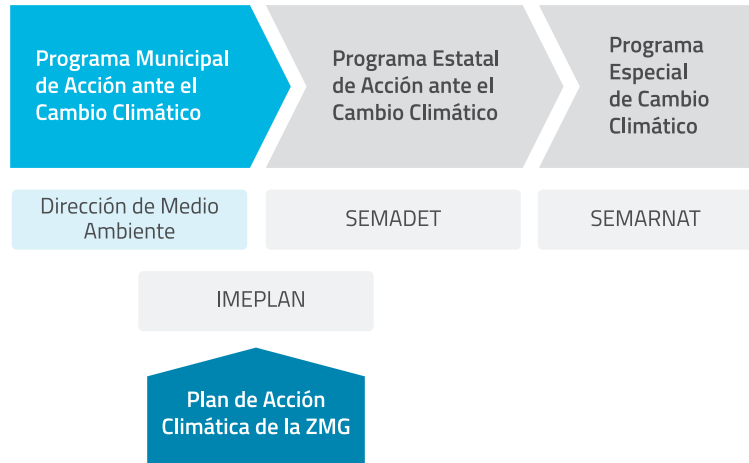 Programa Municipal
de Acción ante el
Cambio Climático
Programa Estatal
de Acción ante el
Cambio Climático
Programa
Especial
de Cambio
Climático
Dirección de Medio
Ambiente
SEMADET
SEMARNAT
IMEPLAN
Plan de Acción
Climática de la ZMG